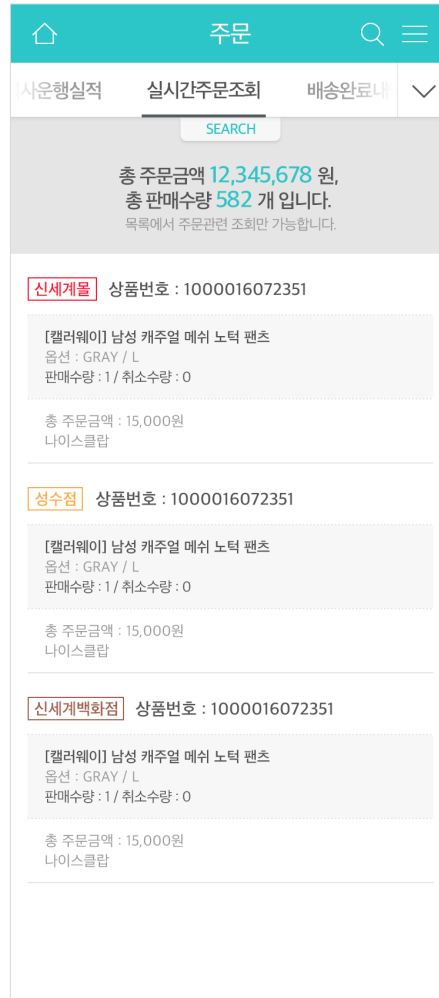 주문
사운행실적 실시간주문조회 배송완료내
SEARCH
총 주문금액 12,345,678 원,
총 판매수량 582 개 입니다.
목록에서 주문관련 조회만 가능합니다.
신세계몰 상품번호 : 1000016072351
[캘러웨이] 남성 캐주얼 메쉬 노턱 팬츠
옵션 : GRAY / L
판매수량 : 1 / 취소수량 : 0
총 주문금액 : 15,000원
나이스클랍
성수점 상품번호 : 1000016072351
[캘러웨이] 남성 캐주얼 메쉬 노턱 팬츠
옵션 : GRAY / L
판매수량 : 1 / 취소수량 : 0
총 주문금액 : 15,000원
나이스클랍
신세계백화점 상품번호 : 1000016072351
[캘러웨이] 남성 캐주얼 메쉬 노턱 팬츠
옵션 : GRAY / L
판매수량 : 1 / 취소수량 : 0
총 주문금액 : 15,000원
나이스클랍